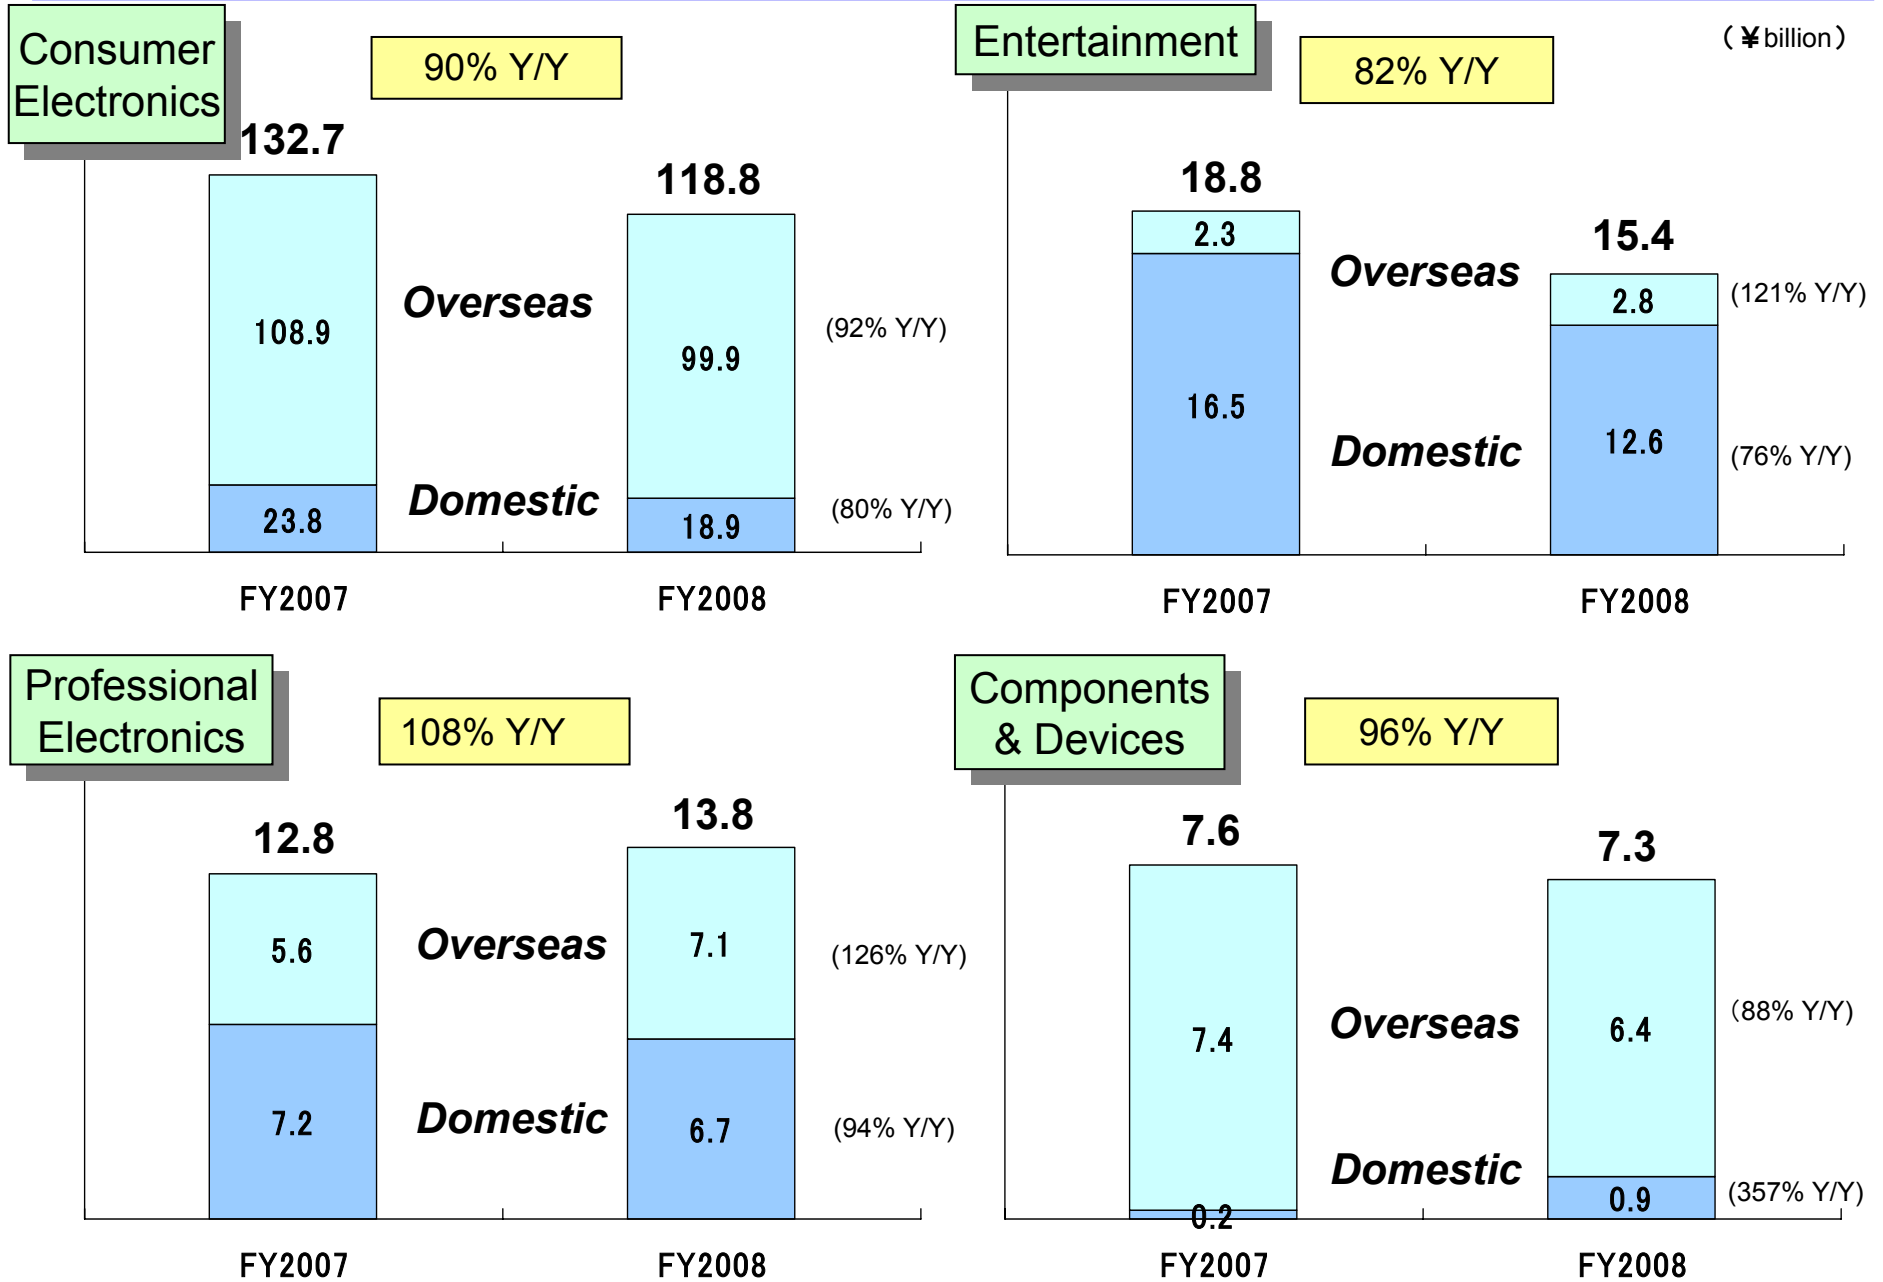 Consumer
Electronics
90% Y/Y
132.7
118.8
Overseas
108.9
99.9
(92% Y/Y)
Domestic
23.8
18.9
(80% Y/Y)
FY2007
FY2008
Entertainment
82% Y/Y
(¥billion)
18.8
15.4
2.3
Overseas
2.8
(121% Y/Y)
16.5
Domestic
12.6
(76% Y/Y)
FY2007
FY2008
Professional
Electronics
108% Y/Y
12.8
13.8
5.6
Overseas
7.1
(126% Y/Y)
7.2
Domestic
6.7
(94% Y/Y)
FY2007
FY2008
Components
& Devices
96% Y/Y
7.6
7.3
7.4
Overseas
6.4
(88% Y/Y)
Domestic
0.2
0.9
(357% Y/Y)
FY2007
FY2008